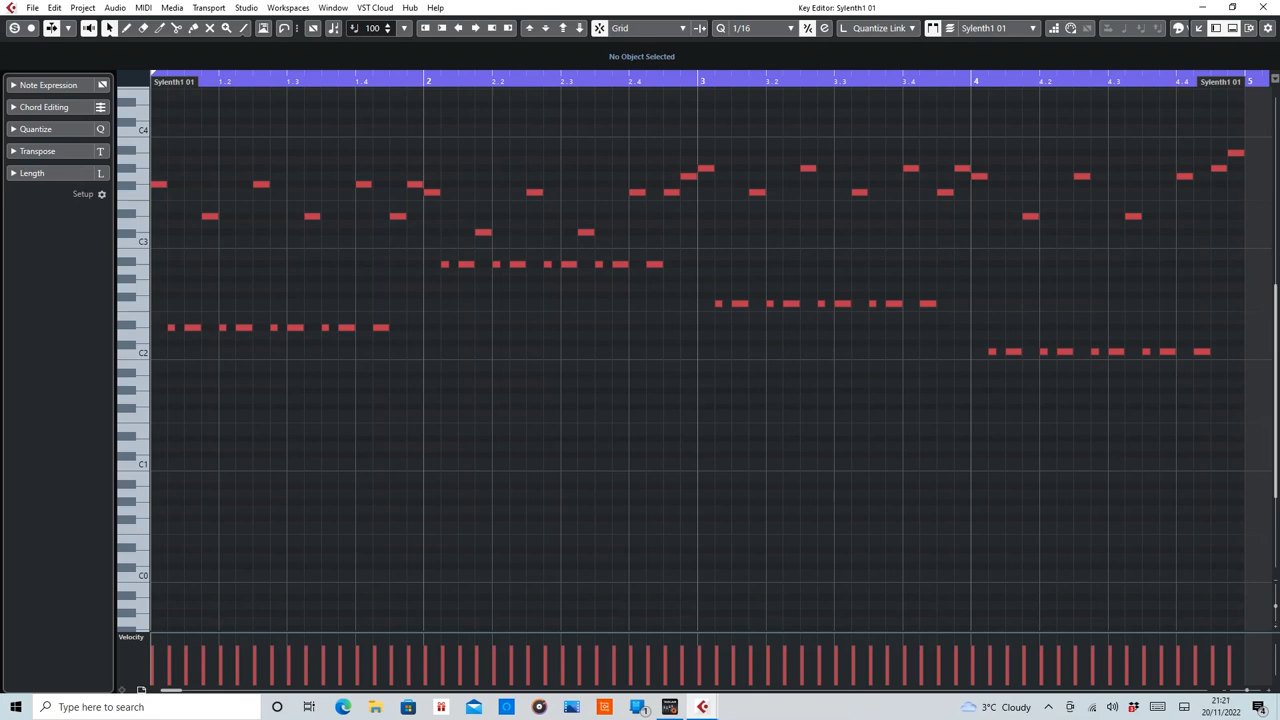 File Edit Project Audio MIDI Media Transport Studio Workspaces Window VST Cloud Hub Help
Key Editor: Sylenth1 01
S 100 Grid Q 1/16 Quantize Link Sylenth1 01
No Object Selected
Note Expression
Chord Editing
Quantize Q
Transpose T
Length L
Setup
Sylenth1 01 1.2 1.3 1.4 2 2.2 2.3 2.4 3 3.2 3.3 3.4 4 4.2 4.3 4.4 Sylenth1 01 5
C4
C3
C2
C1
C0
Velocity
Type here to search
1
3°C Cloudy
21:21
20/11/2022
4